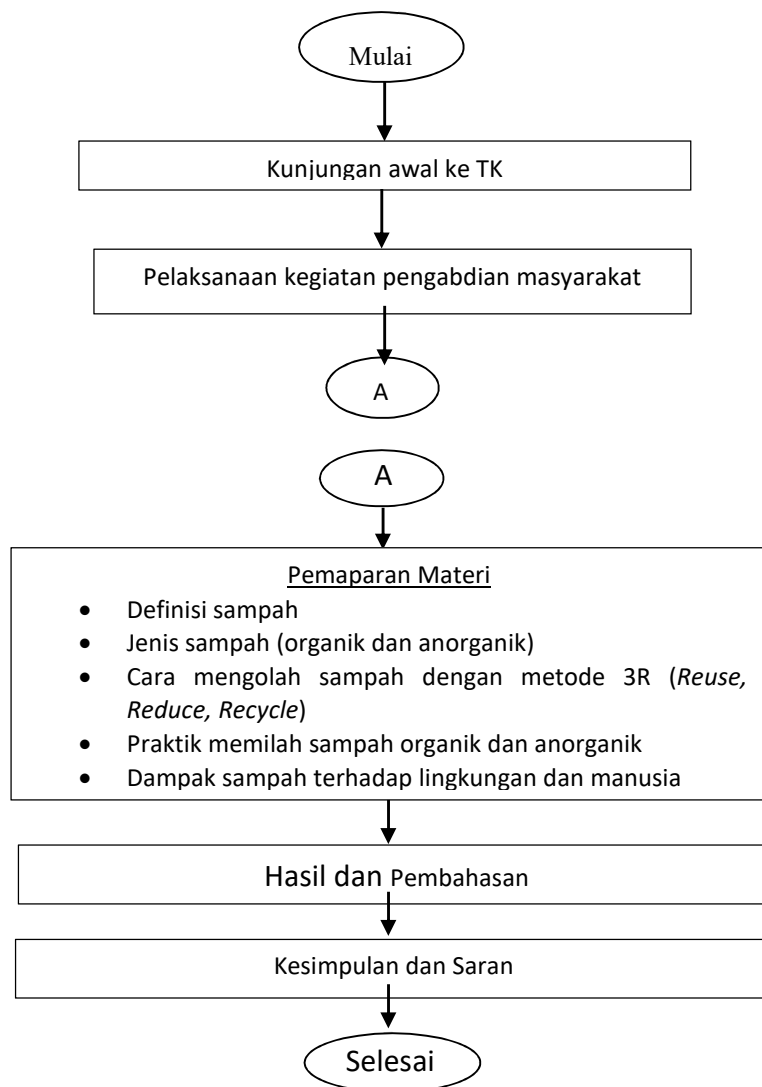 Mulai
Kunjungan awal ke TK
Pelaksanaan kegiatan pengabdian masyarakat
A
A
Pemaparan Materi
• Definisi sampah
• Jenis sampah (organik dan anorganik)
• Cara mengolah sampah dengan metode 3R (Reuse,
Reduce, Recycle)
• Praktik memilah sampah organik dan anorganik
• Dampak sampah terhadap lingkungan dan manusia
Hasil dan Pembahasan
Kesimpulan dan Saran
Selesai